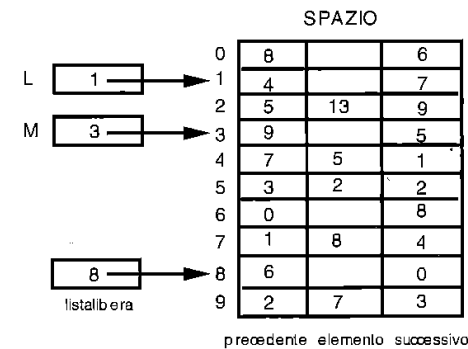 SPAZIO
0 8 6
L 1 1 4 7
2 5 13 9
M 3 3 9 5
4 7 5 1
5 3 2 2
6 0 8
7 1 8 4
8 8 6 0
listalibera 9 2 7 3
precedente elemento successivo